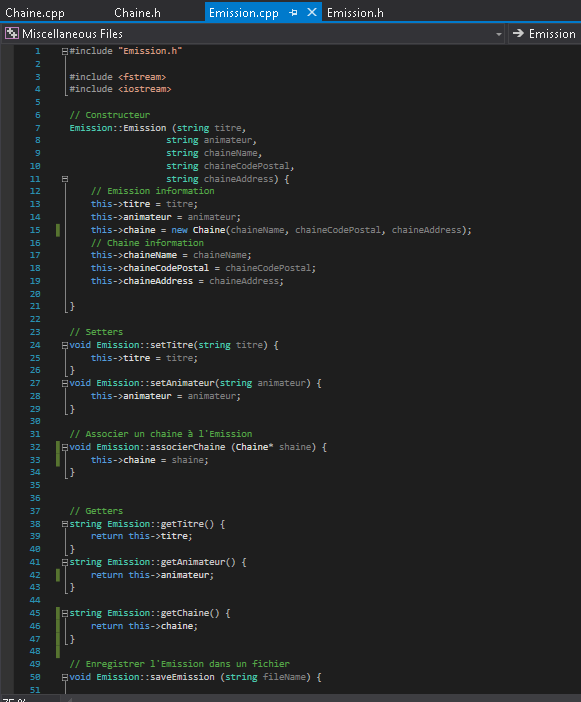 Chaine.cpp Chaine.h Emission.cpp Emission.h
Miscellaneous Files Emission
1 #include "Emission.h"
2
3 #include <fstream>
4 #include <iostream>
5
6 // Constructeur
7 Emission::Emission (string titre,
8 string animateur,
9 string chaineName,
10 string chaineCodePostal,
11 string chaineAddress) {
12 // Emission information
13 this->titre = titre;
14 this->animateur = animateur;
15 this->chaine = new Chaine(chaineName, chaineCodePostal, chaineAddress);
16 // Chaine information
17 this->chaineName = chaineName;
18 this->chaineCodePostal = chaineCodePostal;
19 this->chaineAddress = chaineAddress;
20
21 }
22
23 // Setters
24 void Emission::setTitre(string titre) {
25 this->titre = titre;
26 }
27 void Emission::setAnimateur(string animateur) {
28 this->animateur = animateur;
29 }
30
31 // Associer un chaine à l'Emission
32 void Emission::associerChaine (Chaine* shaine) {
33 this->chaine = shaine;
34 }
35
36
37 // Getters
38 string Emission::getTitre() {
39 return this->titre;
40 }
41 string Emission::getAnimateur() {
42 return this->animateur;
43 }
44
45 string Emission::getChaine() {
46 return this->chaine;
47 }
48
49 // Enregistrer l'Emission dans un fichier
50 void Emission::saveEmission (string fileName) {
51
75 %